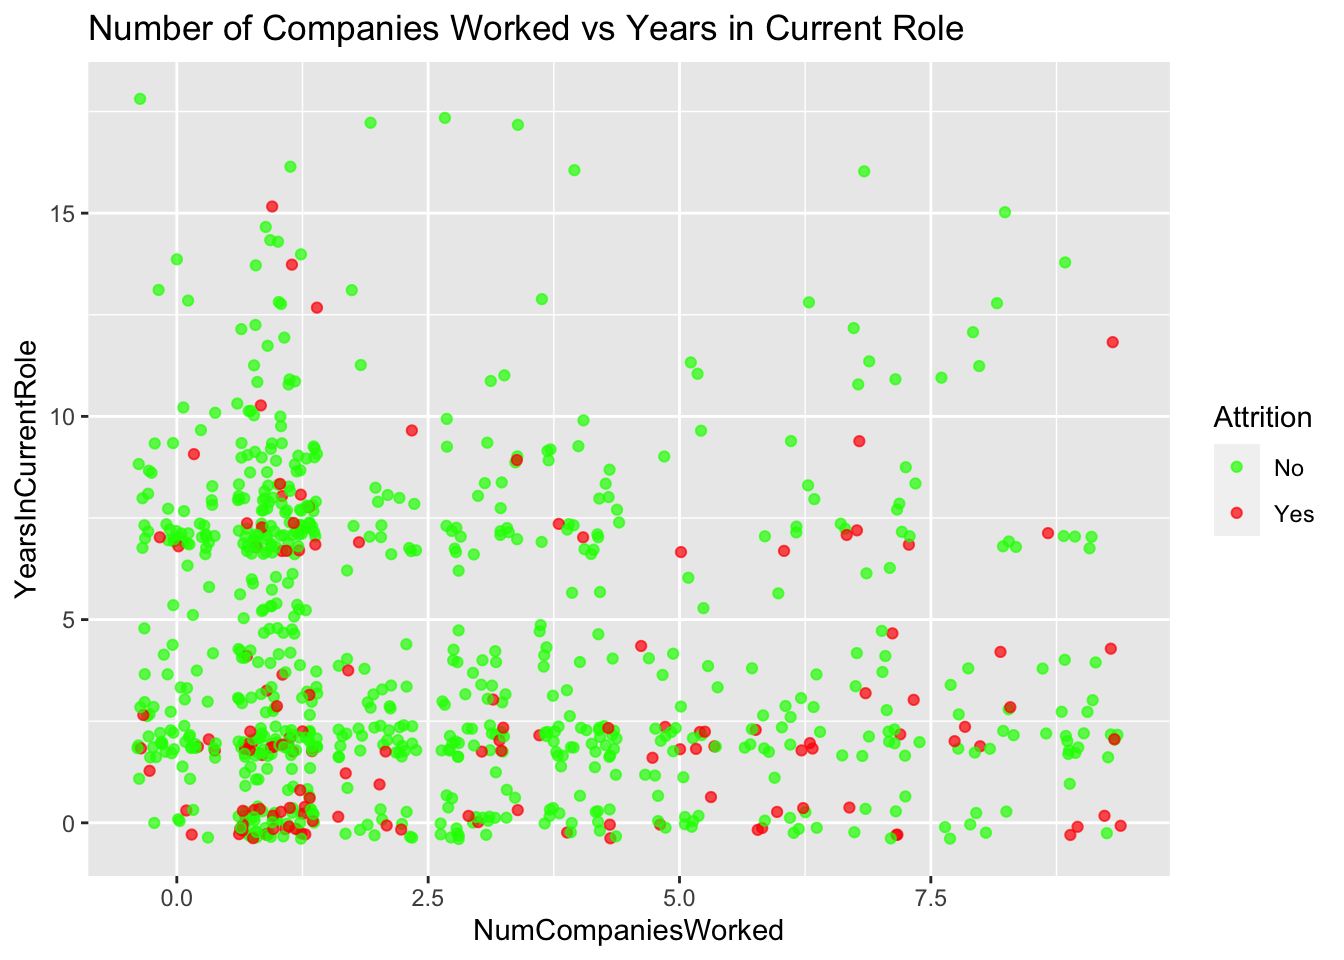 Number of Companies Worked vs Years in Current Role
YearsInCurrentRole
15
10
5
0
0.0
2.5
5.0
7.5
NumCompaniesWorked
Attrition
No
Yes